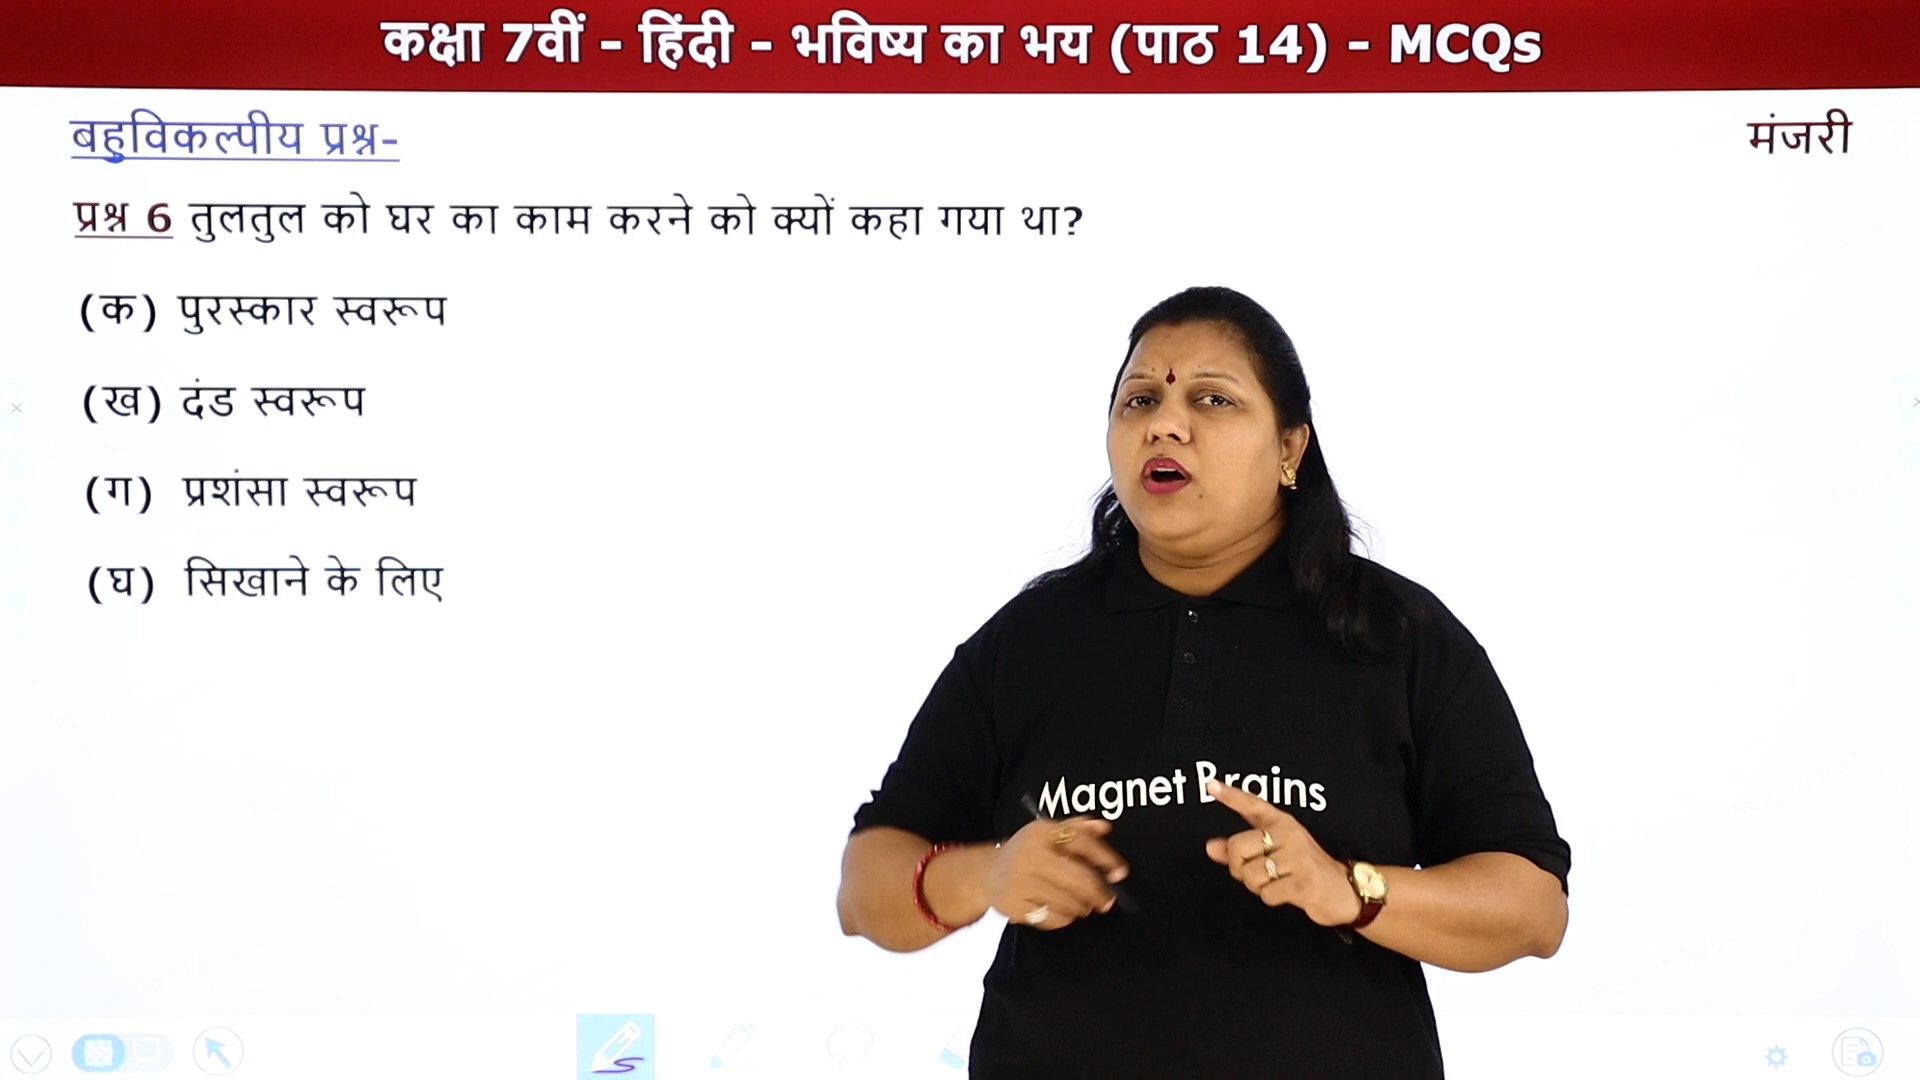 कक्षा 7वीं - हिंदी - भविष्य का भय (पाठ 14) - MCQs
बहुविकल्पीय प्रश्न-
मंजरी
प्रश्न 6 तुलतुल को घर का काम करने को क्यों कहा गया था?
(क) पुरस्कार स्वरूप
(ख) दंड स्वरूप
(ग) प्रशंसा स्वरूप
(घ) सिखाने के लिए
Magnet Brains